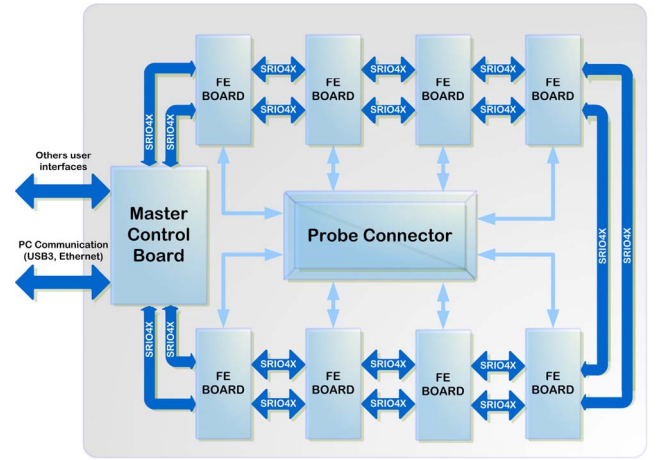 FE
BOARD
SRIO4X
FE
BOARD
SRIO4X
FE
BOARD
SRIO4X
FE
BOARD
SRIO4X
SRIO4X
SRIO4X
SRIO4X
SRIO4X
Others user
interfaces
PC Communication
(USB3, Ethernet)
Master
Control
Board
Probe Connector
SRIO4X
SRIO4X
SRIO4X
SRIO4X
FE
BOARD
SRIO4X
FE
BOARD
SRIO4X
FE
BOARD
SRIO4X
FE
BOARD
SRIO4X
SRIO4X
SRIO4X